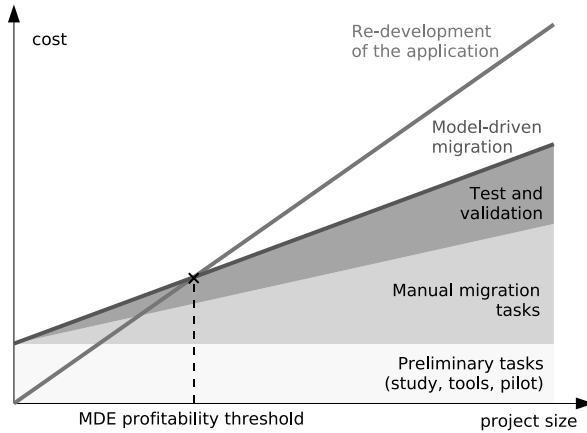 cost
Re-development
of the application
Model-driven
migration
Test and
validation
Manual migration
tasks
Preliminary tasks
(study, tools, pilot)
MDE profitability threshold
project size